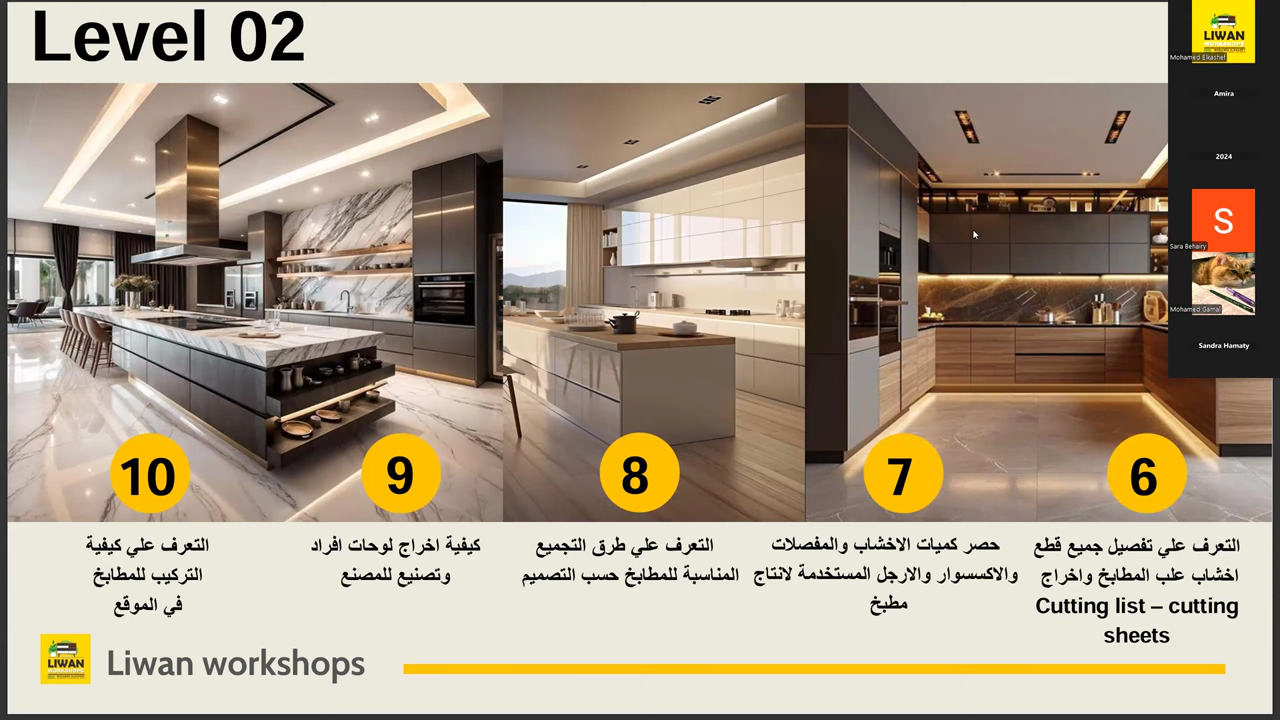 Level 02
6
التعرف علي تفصيل جميع قطع
اخشاب علب المطابخ واخراج
Cutting list – cutting
sheets
7
حصر كميات الاخشاب والمفصلات
والاكسسوار والارجل المستخدمة لانتاج
مطبخ
8
التعرف علي طرق التجميع
المناسبة للمطابخ حسب التصميم
9
كيفية اخراج لوحات افراد
وتصنيع للمصنع
10
التعرف علي كيفية
التركيب للمطابخ
في الموقع
LIWAN
WORKSHOPS
Liwan workshops
LIWAN
WORKSHOPS
Mohamed Elkashef
Amira
2024
S
Sara Behairy
Mohamed Gamal
Sandra Hamaty